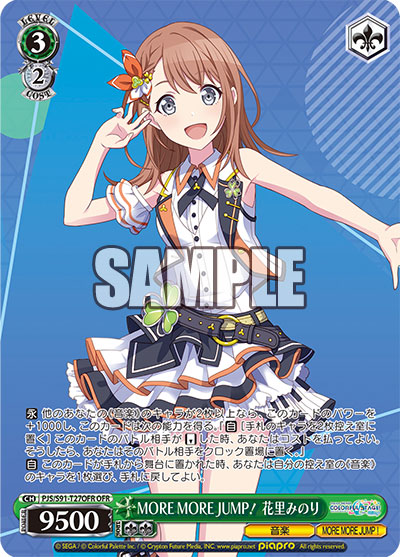 LEVEL
3
2
COST
SAMPLE
永 他のあなたの《音楽》のキャラが2枚以上なら、このカードのパワーを
+1000し、このカードは次の能力を得る。『自 [手札のキャラを2枚控え室に
置く] このカードのバトル相手が【 】した時、あなたはコストを払ってよい。
そうしたら、あなたはそのバトル相手をクロック置場に置く。』
自 このカードが手札から舞台に置かれた時、あなたは自分の控え室の《音楽》
のキャラを1枚選び、手札に戻す。
PJS/S91-T27OFR OFR
POWER
9500
SOUL
MORE MORE JUMP! 花里みのり
COLORFUL STAGE!
音楽
MORE MORE JUMP!
© SEGA / © Colorful Palette Inc. / © Crypton Future Media, INC. www.piapro.net piapro All rights reserved.